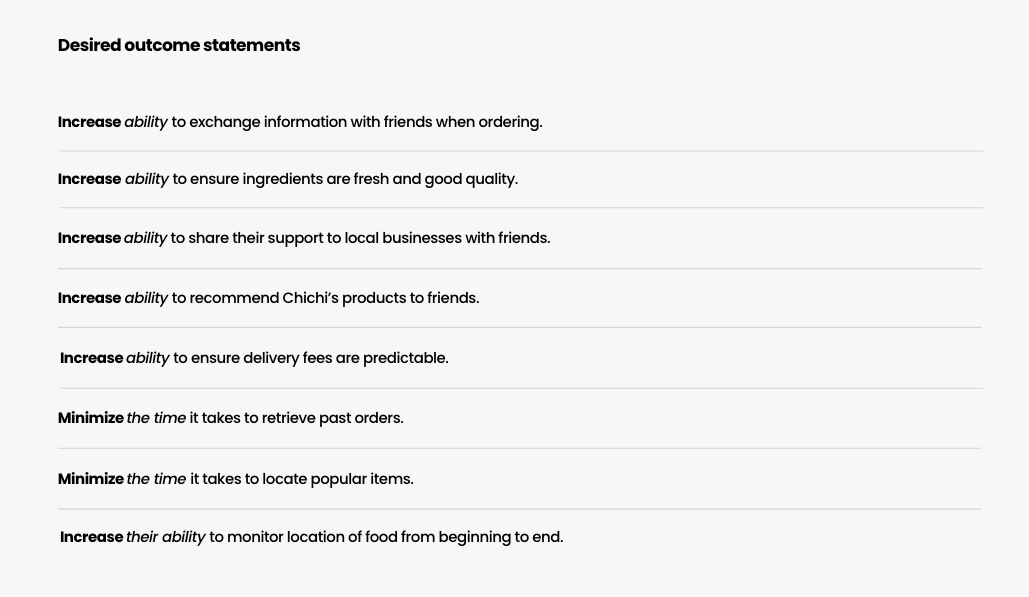 Desired outcome statements
Increase ability to exchange information with friends when ordering.
Increase ability to ensure ingredients are fresh and good quality.
Increase ability to share their support to local businesses with friends.
Increase ability to recommend Chichi’s products to friends.
Increase ability to ensure delivery fees are predictable.
Minimize the time it takes to retrieve past orders.
Minimize the time it takes to locate popular items.
Increase their ability to monitor location of food from beginning to end.